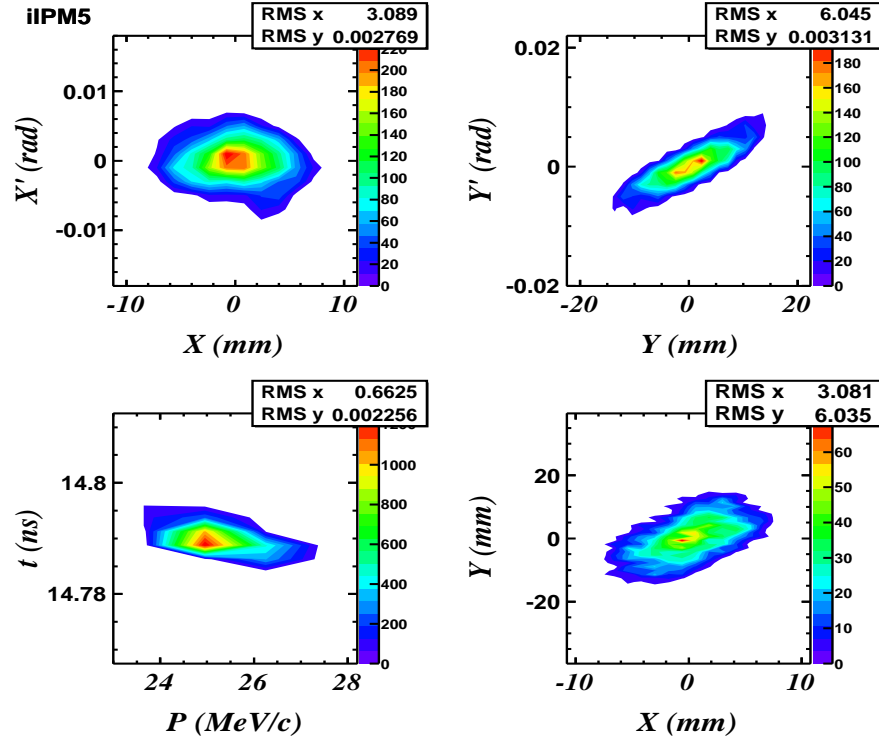 iIPM5
RMS x 3.089
RMS y 0.002769
220
200
180
160
140
120
100
80
60
40
20
0
0.01
0
-0.01
X' (rad)
-10 0 10
X (mm)
RMS x 6.045
RMS y 0.003131
180
160
140
120
100
80
60
40
20
0
0.02
0
-0.02
Y' (rad)
-20 0 20
Y (mm)
RMS x 0.6625
RMS y 0.002256
1000
800
600
400
200
0
14.8
14.78
t (ns)
24 26 28
P (MeV/c)
RMS x 3.081
RMS y 6.035
60
50
40
30
20
10
0
20
0
-20
Y (mm)
-10 0 10
X (mm)